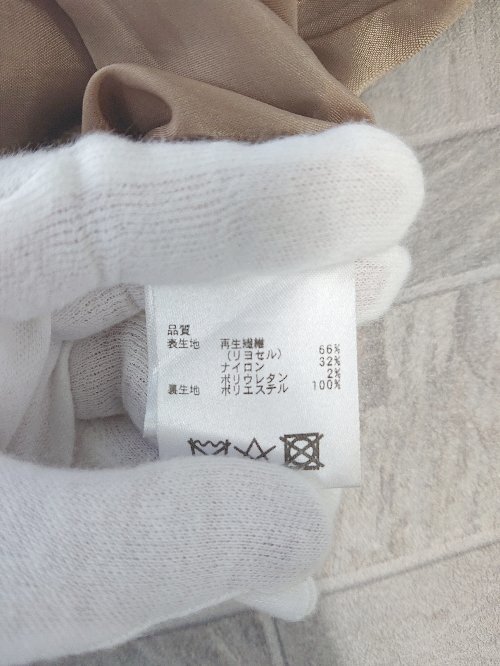 品質
表生地 再生繊維 66%
(リヨセル)
ナイロン 32%
ポリウレタン 2%
裏生地 ポリエステル 100%